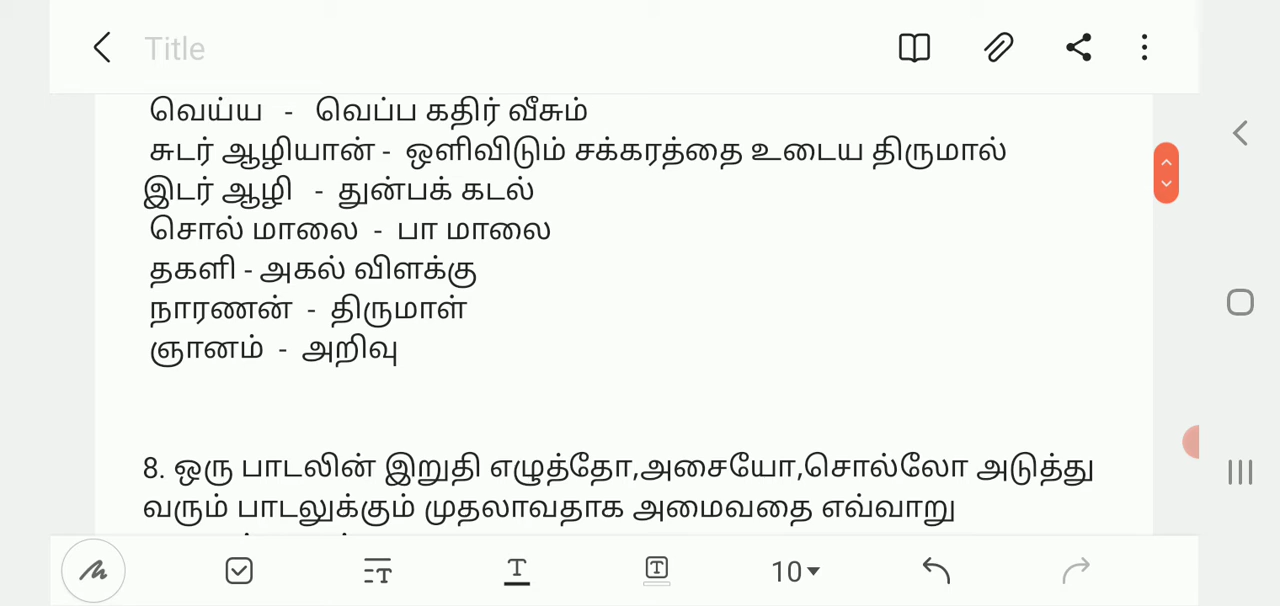 Title
வெய்ய - வெப்ப கதிர் வீசும்
சுடர் ஆழியான் - ஒளிவிடும் சக்கரத்தை உடைய திருமால்
இடர் ஆழி - துன்பக் கடல்
சொல் மாலை - பா மாலை
தகளி - அகல் விளக்கு
நாரணன் - திருமாள்
ஞானம் - அறிவு
8. ஒரு பாடலின் இறுதி எழுத்தோ,அசையோ,சொல்லோ அடுத்து
வரும் பாடலுக்கும் முதலாவதாக அமைவதை எவ்வாறு
10